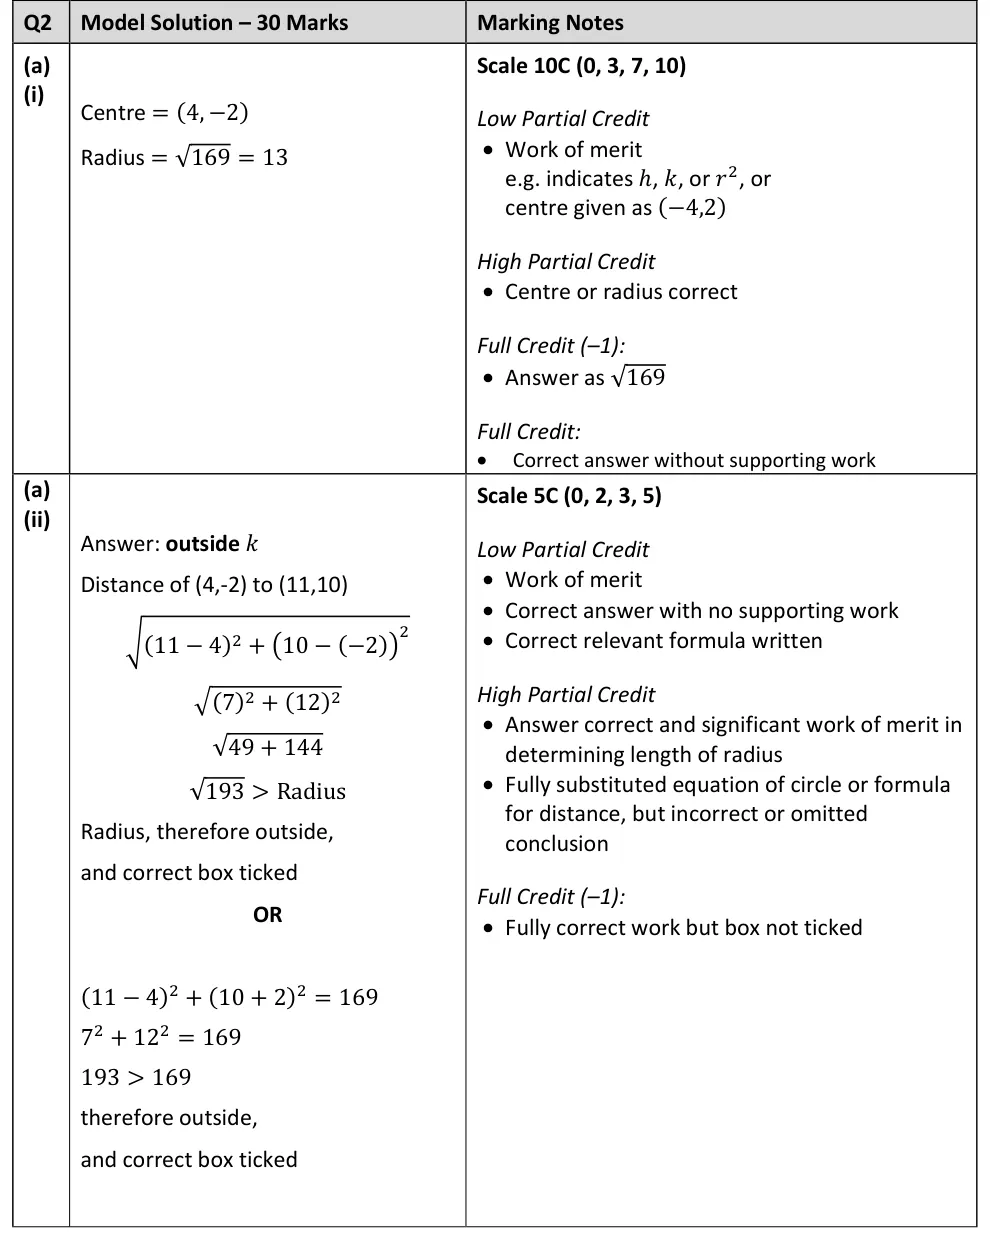 Q2 Model Solution – 30 Marks Marking Notes
(a)
(i)
Centre = (4, −2)
Radius = √169 = 13
Scale 10C (0, 3, 7, 10)
Low Partial Credit
• Work of merit
e.g. indicates h, k, or r², or
centre given as (−4,2)
High Partial Credit
• Centre or radius correct
Full Credit (–1):
• Answer as √169
Full Credit:
• Correct answer without supporting work
(a)
(ii)
Answer: outside k
Distance of (4,-2) to (11,10)
√((11 − 4)² + (10 − (−2))²)
√((7)² + (12)²)
√(49 + 144)
√193 > Radius
Radius, therefore outside,
and correct box ticked
OR
(11 − 4)² + (10 + 2)² = 169
7² + 12² = 169
193 > 169
therefore outside,
and correct box ticked
Scale 5C (0, 2, 3, 5)
Low Partial Credit
• Work of merit
• Correct answer with no supporting work
• Correct relevant formula written
High Partial Credit
• Answer correct and significant work of merit in
determining length of radius
• Fully substituted equation of circle or formula
for distance, but incorrect or omitted
conclusion
Full Credit (–1):
• Fully correct work but box not ticked